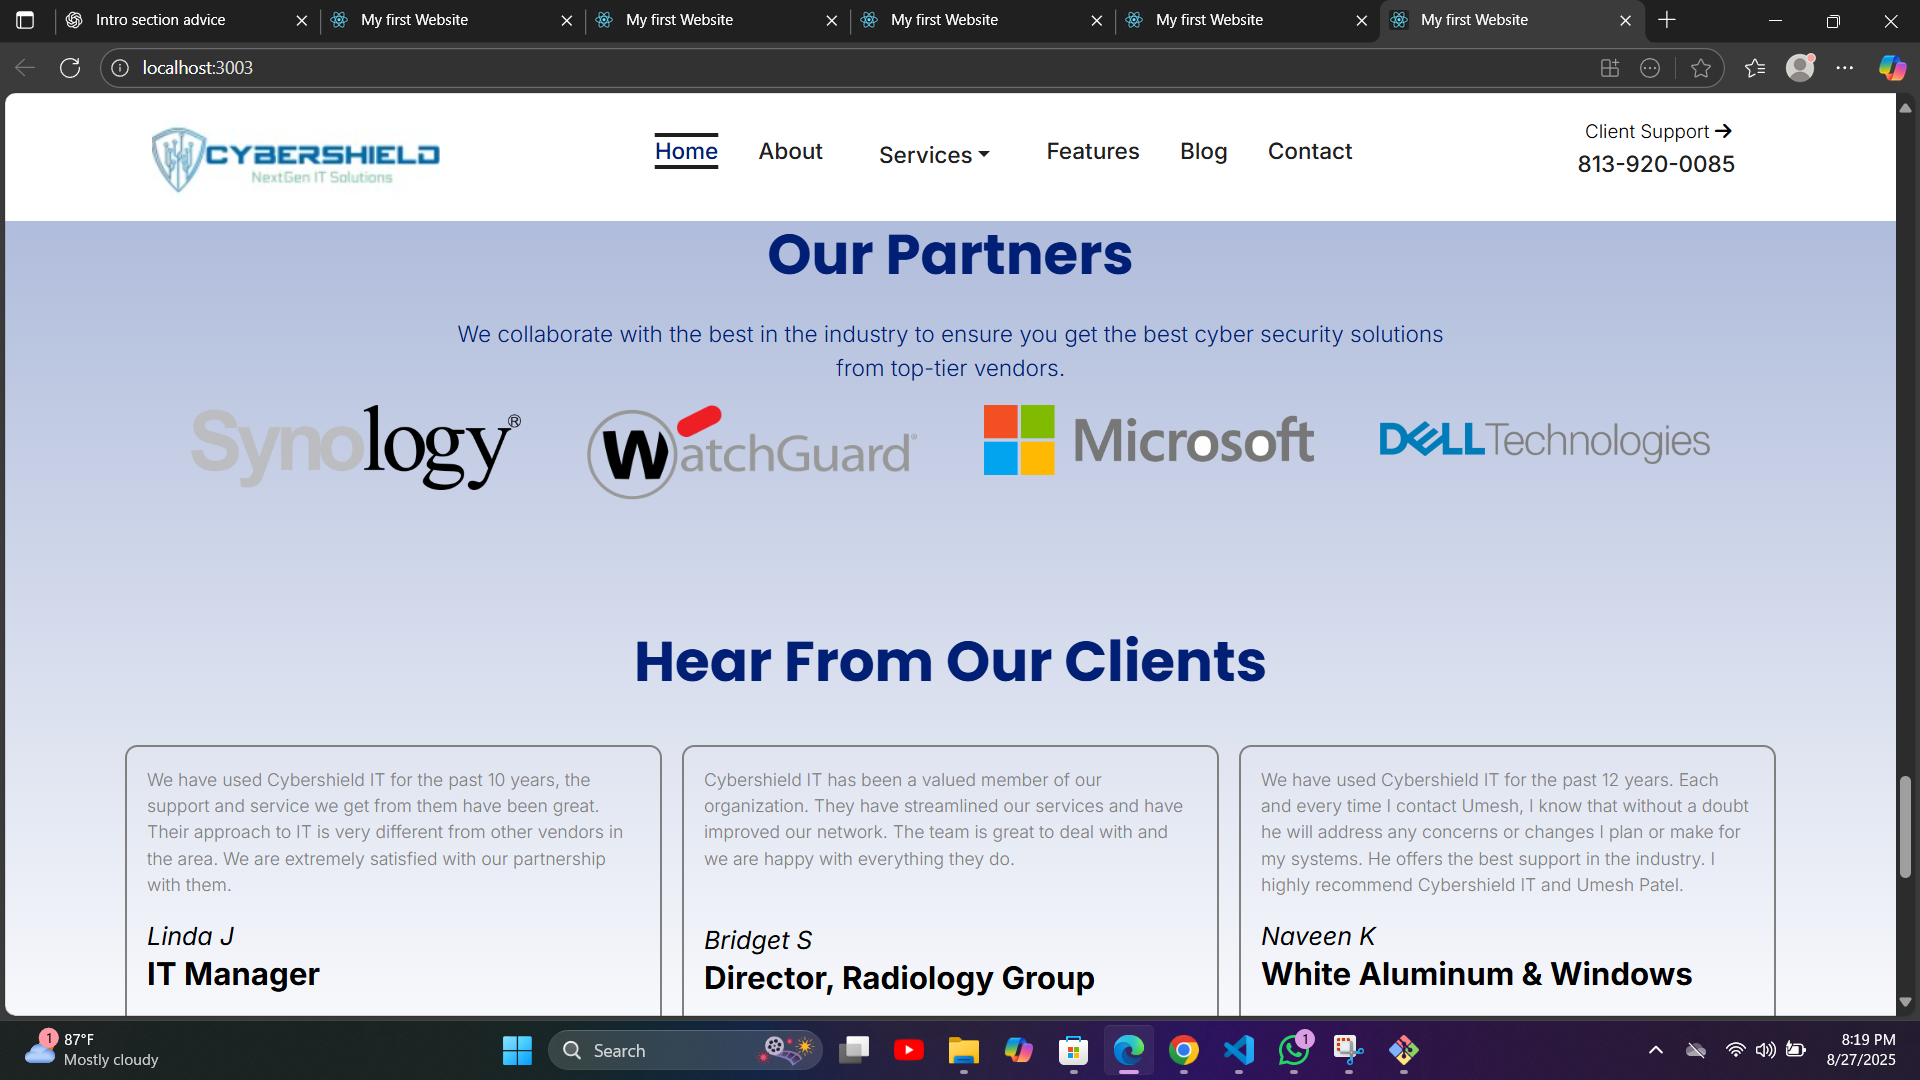 Intro section advice
My first Website
My first Website
My first Website
My first Website
My first Website
localhost:3003
CYBERSHIELD
NextGen IT Solutions
Home
About
Services
Features
Blog
Contact
Client Support
813-920-0085
Our Partners
We collaborate with the best in the industry to ensure you get the best cyber security solutions
from top-tier vendors.
Synology®
WatchGuard®
Microsoft
DELL Technologies
Hear From Our Clients
We have used Cybershield IT for the past 10 years, the
support and service we get from them have been great.
Their approach to IT is very different from other vendors in
the area. We are extremely satisfied with our partnership
with them.
Linda J
IT Manager
Cybershield IT has been a valued member of our
organization. They have streamlined our services and have
improved our network. The team is great to deal with and
we are happy with everything they do.
Bridget S
Director, Radiology Group
We have used Cybershield IT for the past 12 years. Each
and every time I contact Umesh, I know that without a doubt
he will address any concerns or changes I plan or make for
my systems. He offers the best support in the industry. I
highly recommend Cybershield IT and Umesh Patel.
Naveen K
White Aluminum & Windows
1
87°F
Mostly cloudy
Search
1
8:19 PM
8/27/2025